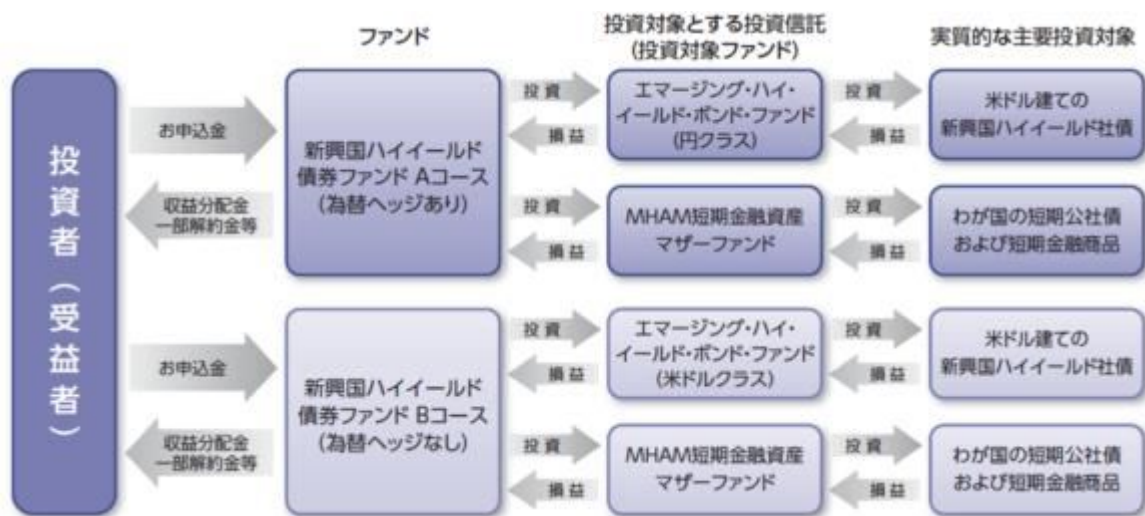 ファンド
投資対象とする投資信託
(投資対象ファンド)
実質的な主要投資対象
投資者(受益者)
お申込金
収益分配金
一部解約金等
新興国ハイイールド
債券ファンド Aコース
(為替ヘッジあり)
投資
損益
エマージング・ハイ・
イールド・ボンド・ファンド
(円クラス)
投資
損益
米ドル建ての
新興国ハイイールド社債
投資
損益
MHAM短期金融資産
マザーファンド
投資
損益
わが国の短期公社債
および短期金融商品
お申込金
収益分配金
一部解約金等
新興国ハイイールド
債券ファンド Bコース
(為替ヘッジなし)
投資
損益
エマージング・ハイ・
イールド・ボンド・ファンド
(米ドルクラス)
投資
損益
米ドル建ての
新興国ハイイールド社債
投資
損益
MHAM短期金融資産
マザーファンド
投資
損益
わが国の短期公社債
および短期金融商品